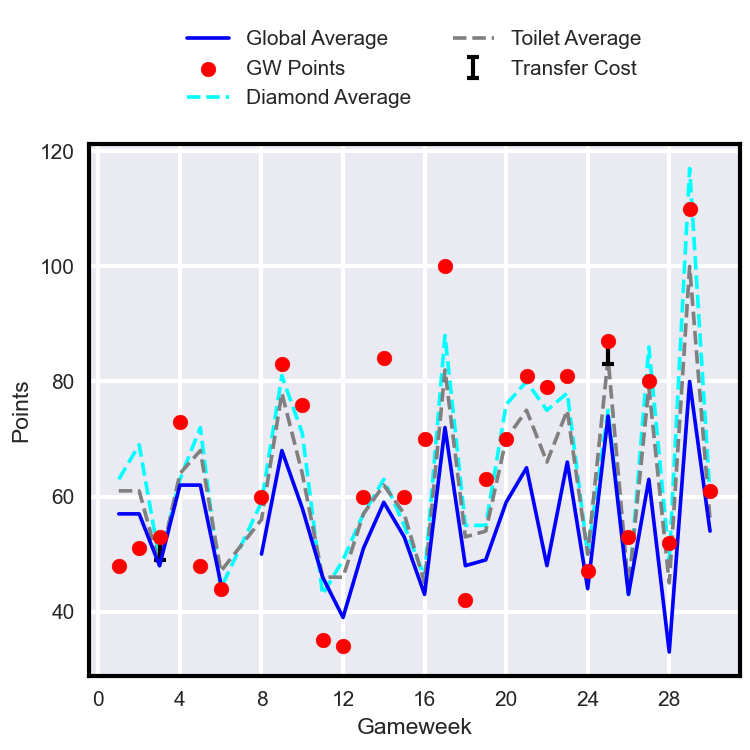 Global Average
GW Points
Diamond Average
Toilet Average
Transfer Cost
120
100
80
60
40
Points
0 4 8 12 16 20 24 28
Gameweek